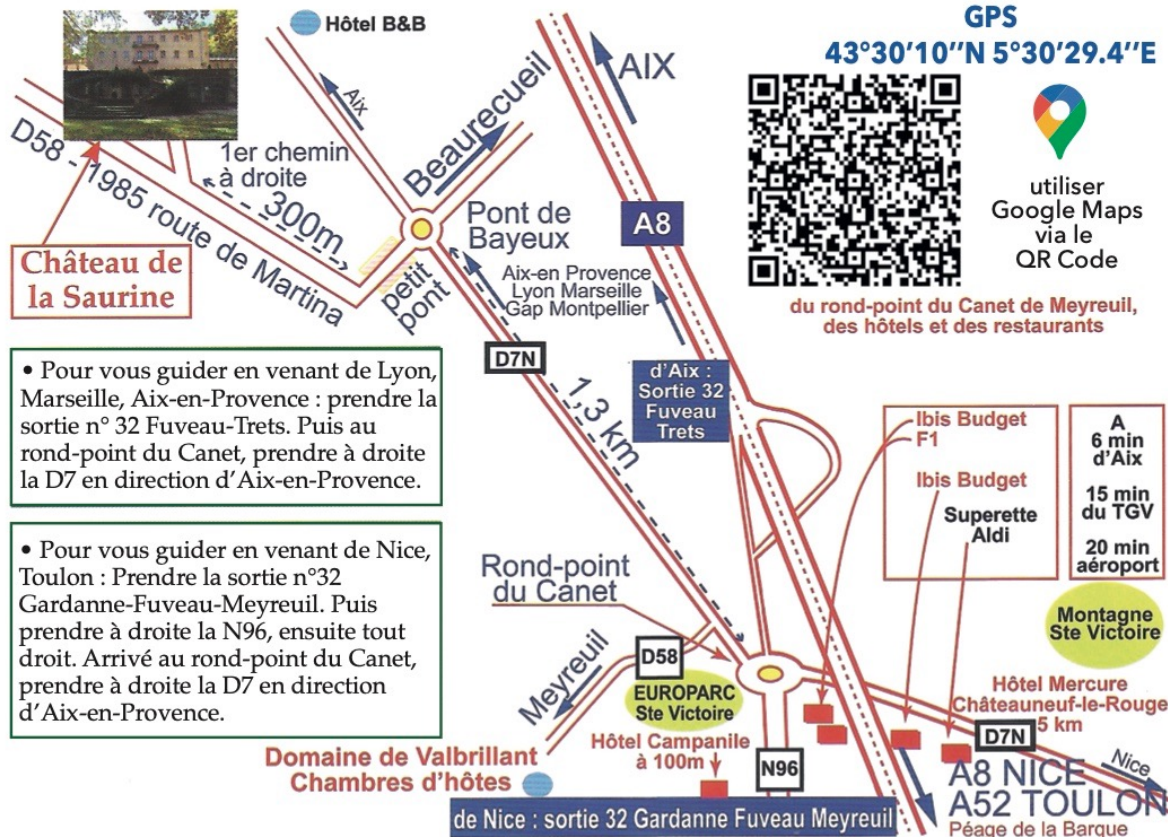 Hôtel B&B
Aix
D58 - 1985 route de Martina
1er chemin
à droite
300m
Château de
la Saurine
Beaurecueil
Pont de
Bayeux
petit
pont
AIX
A8
Aix-en Provence
Lyon Marseille
Gap Montpellier
D7N
1,3 km
d'Aix :
Sortie 32
Fuveau
Trets
GPS
43°30'10''N 5°30'29.4''E
utiliser
Google Maps
via le
QR Code
du rond-point du Canet de Meyreuil,
des hôtels et des restaurants
• Pour vous guider en venant de Lyon,
Marseille, Aix-en-Provence : prendre la
sortie n° 32 Fuveau-Trets. Puis au
rond-point du Canet, prendre à droite
la D7 en direction d'Aix-en-Provence.
• Pour vous guider en venant de Nice,
Toulon : Prendre la sortie n°32
Gardanne-Fuveau-Meyreuil. Puis
prendre à droite la N96, ensuite tout
droit. Arrivé au rond-point du Canet,
prendre à droite la D7 en direction
d'Aix-en-Provence.
Ibis Budget
F1
Ibis Budget
Superette
Aldi
A
6 min
d'Aix
15 min
du TGV
20 min
aéroport
Montagne
Ste Victoire
Rond-point
du Canet
D58
Meyreuil
EUROPARC
Ste Victoire
Hôtel Campanile
à 100m
Domaine de Valbrillant
Chambres d'hôtes
N96
Hôtel Mercure
Châteauneuf-le-Rouge
5 km
D7N
Nice
A8 NICE
A52 TOULON
Péage de la Barque
de Nice : sortie 32 Gardanne Fuveau Meyreuil